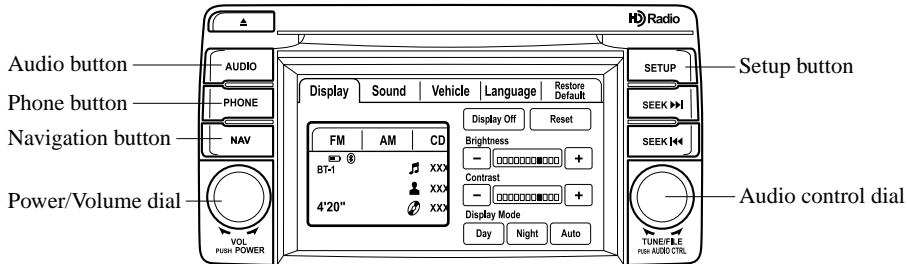 HD Radio
Audio button
AUDIO
SETUP
Setup button
Phone button
PHONE
SEEK
Navigation button
NAV
SEEK
Display
Sound
Vehicle
Language
Restore Default
Display Off
Reset
FM
AM
CD
Brightness
BT-1
XXX
XXX
4'20"
XXX
Contrast
Display Mode
Day
Night
Auto
Power/Volume dial
VOL
PUSH POWER
Audio control dial
TUNE/FILE
PUSH AUDIO CTRL